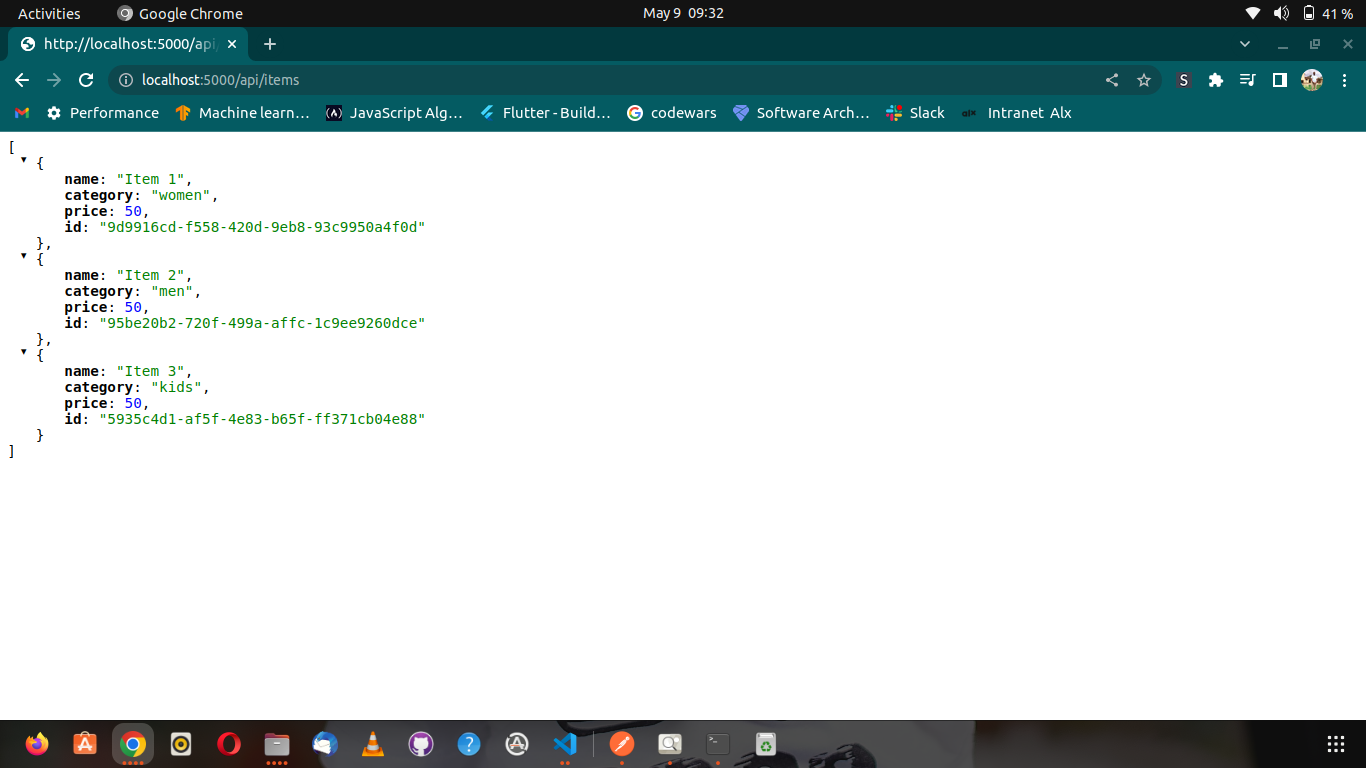 Activities
Google Chrome
May 9 09:32
41 %
http://localhost:5000/api
localhost:5000/api/items
S
Performance
Machine learn…
JavaScript Alg…
Flutter - Build…
codewars
Software Arch…
Slack
alx
Intranet Alx
[
{
name: "Item 1",
category: "women",
price: 50,
id: "9d9916cd-f558-420d-9eb8-93c9950a4f0d"
},
{
name: "Item 2",
category: "men",
price: 50,
id: "95be20b2-720f-499a-affc-1c9ee9260dce"
},
{
name: "Item 3",
category: "kids",
price: 50,
id: "5935c4d1-af5f-4e83-b65f-ff371cb04e88"
}
]